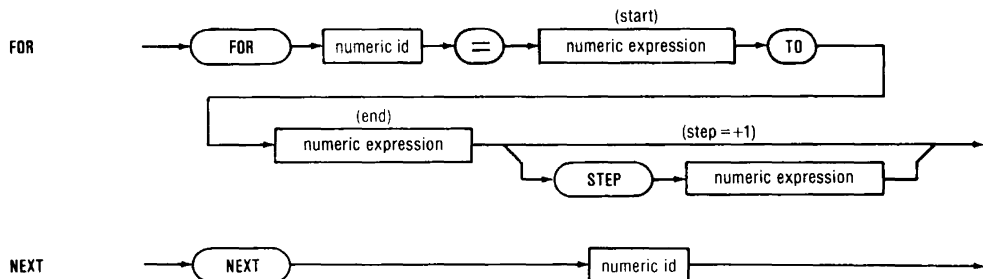 (start)
FOR FOR numeric id = numeric expression TO
(end) (step = +1)
numeric expression
STEP numeric expression
NEXT NEXT numeric id